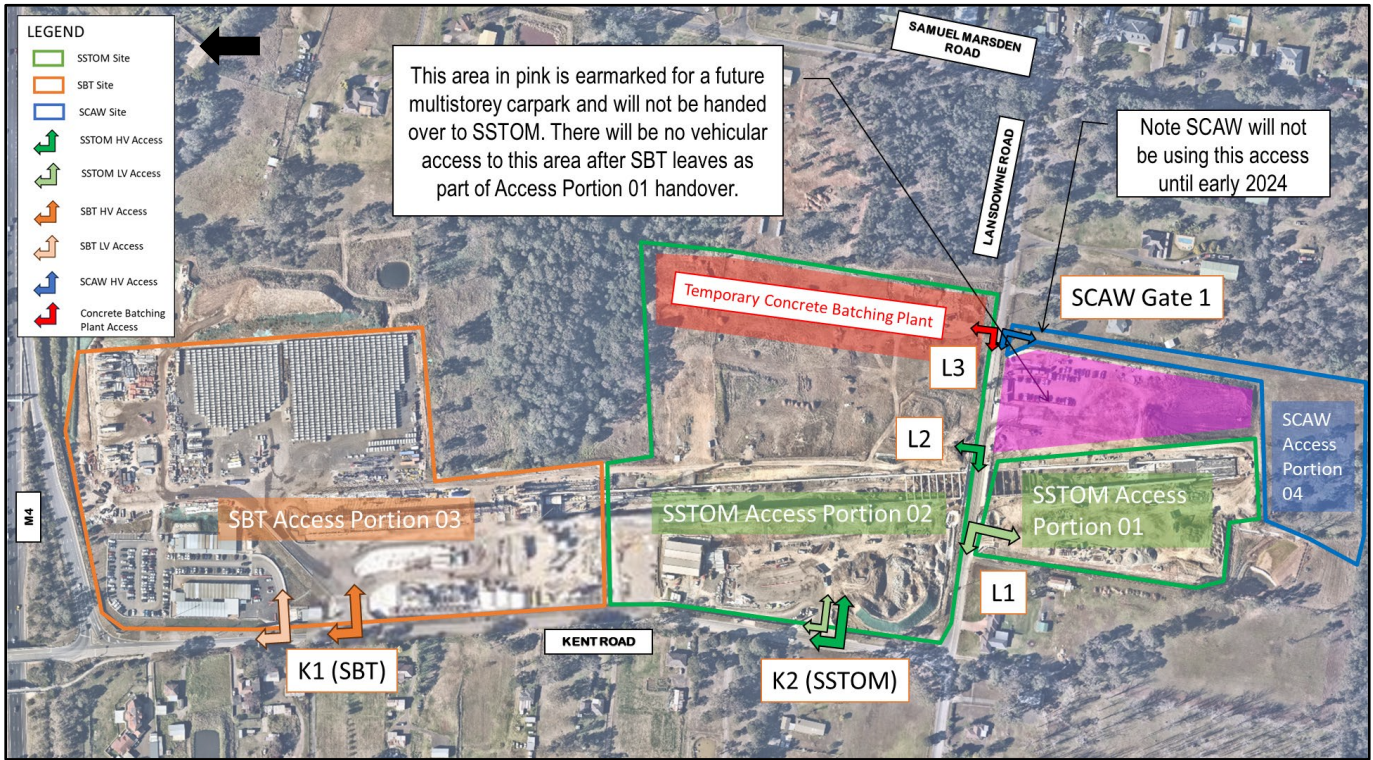 LEGEND
SSTOM Site
SBT Site
SCAW Site
SSTOM HV Access
SSTOM LV Access
SBT HV Access
SBT LV Access
SCAW HV Access
Concrete Batching
Plant Access
This area in pink is earmarked for a future
multistorey carpark and will not be handed
over to SSTOM. There will be no vehicular
access to this area after SBT leaves as
part of Access Portion 01 handover.
SAMUEL MARSDEN
ROAD
LANSDOWNE ROAD
Note SCAW will not
be using this access
until early 2024
Temporary Concrete Batching Plant
SCAW Gate 1
L3
L2
SCAW
Access
Portion
04
M4
SBT Access Portion 03
SSTOM Access Portion 02
SSTOM Access
Portion 01
L1
KENT ROAD
K1 (SBT)
K2 (SSTOM)